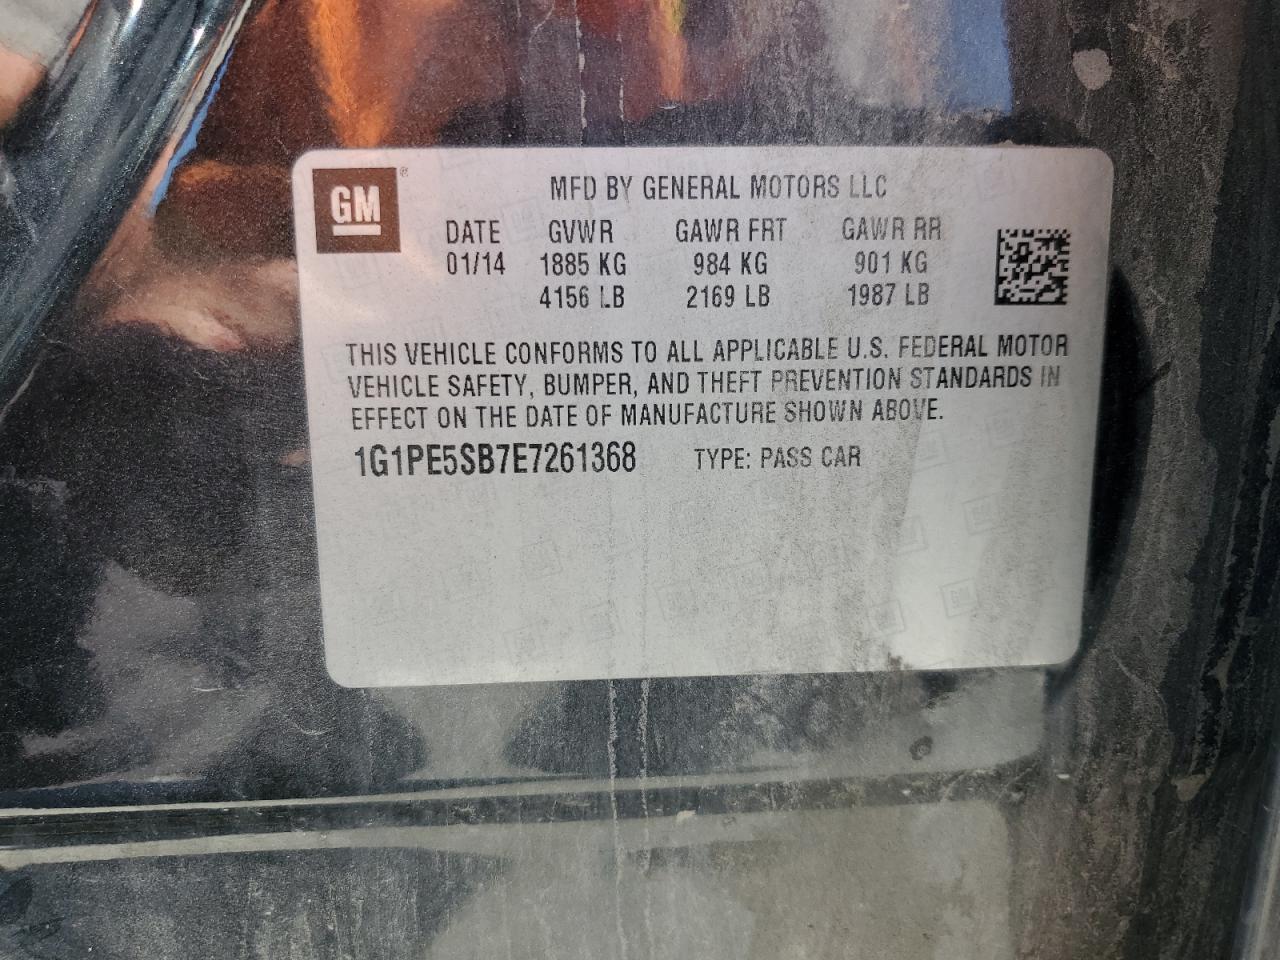 GM ®
MFD BY GENERAL MOTORS LLC
DATE GVWR GAWR FRT GAWR RR
01/14 1885 KG 984 KG 901 KG
4156 LB 2169 LB 1987 LB
THIS VEHICLE CONFORMS TO ALL APPLICABLE U.S. FEDERAL MOTOR
VEHICLE SAFETY, BUMPER, AND THEFT PREVENTION STANDARDS IN
EFFECT ON THE DATE OF MANUFACTURE SHOWN ABOVE.
1G1PE5SB7E7261368 TYPE: PASS CAR